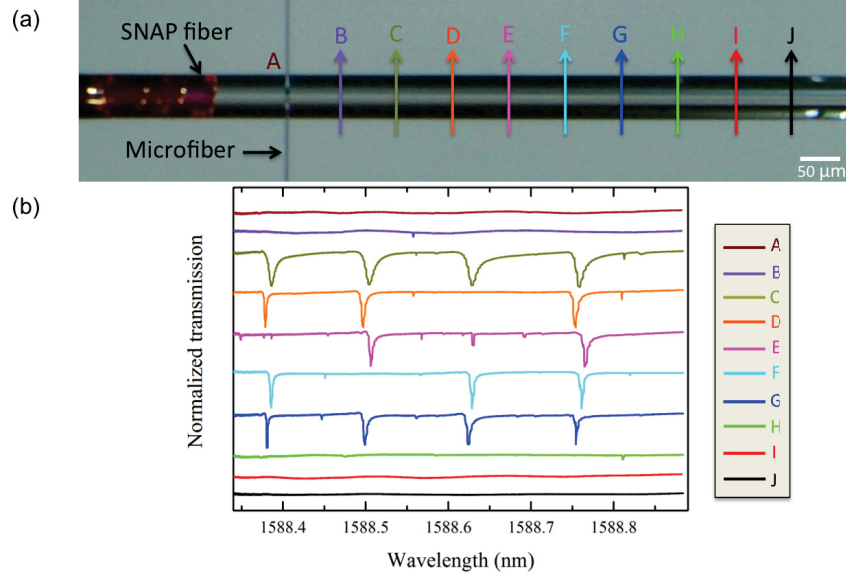 (a)
SNAP fiber
A
B C D E F G H I J
Microfiber
50 μm
(b)
Normalized transmission
1588.4 1588.5 1588.6 1588.7 1588.8
Wavelength (nm)
A
B
C
D
E
F
G
H
I
J